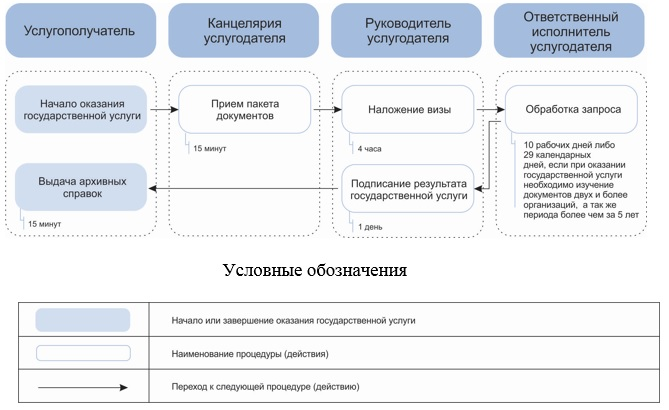 Услугополучатель
Канцелярия
услугодателя
Руководитель
услугодателя
Ответственный
исполнитель
услугодателя
Начало оказания
государственной услуги
Прием пакета
документов
Наложение визы
Обработка запроса
15 минут
4 часа
10 рабочих дней либо
29 календарных
дней, если при оказании
государственной услуги
необходимо изучение
документов двух и более
организаций, а так же
периода более чем за 5 лет
Выдача архивных
справок
Подписание результата
государственной услуги
15 минут
1 день
Условные обозначения
Начало или завершение оказания государственной услуги
Наименование процедуры (действия)
Переход к следующей процедуре (действию)